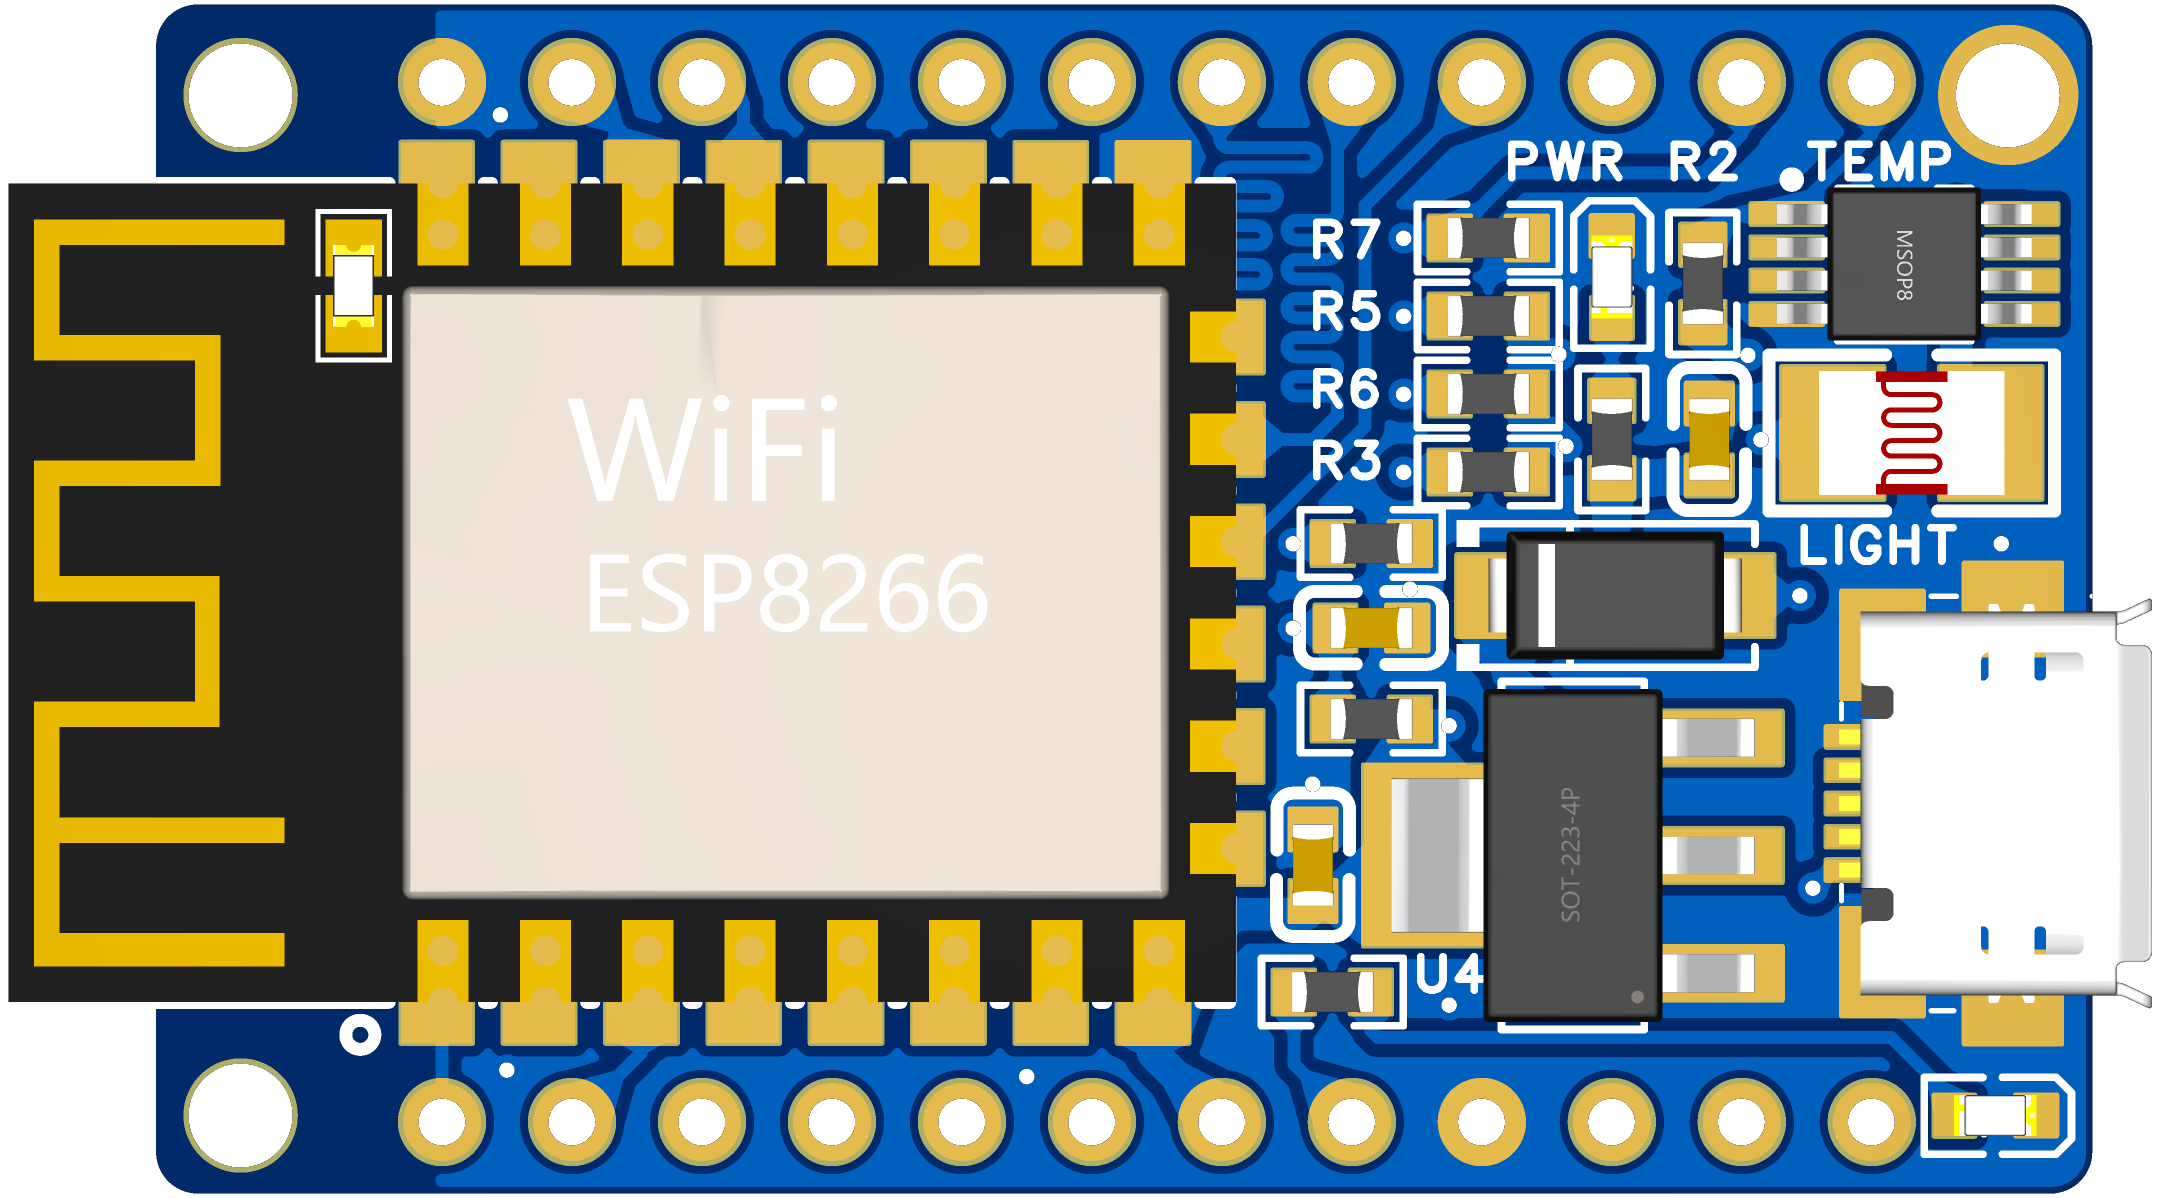 PWR R2 TEMP
R7
MSOP8
R5
R6
R3
WiFi
ESP8266
LIGHT
SOT-223-4P
U4